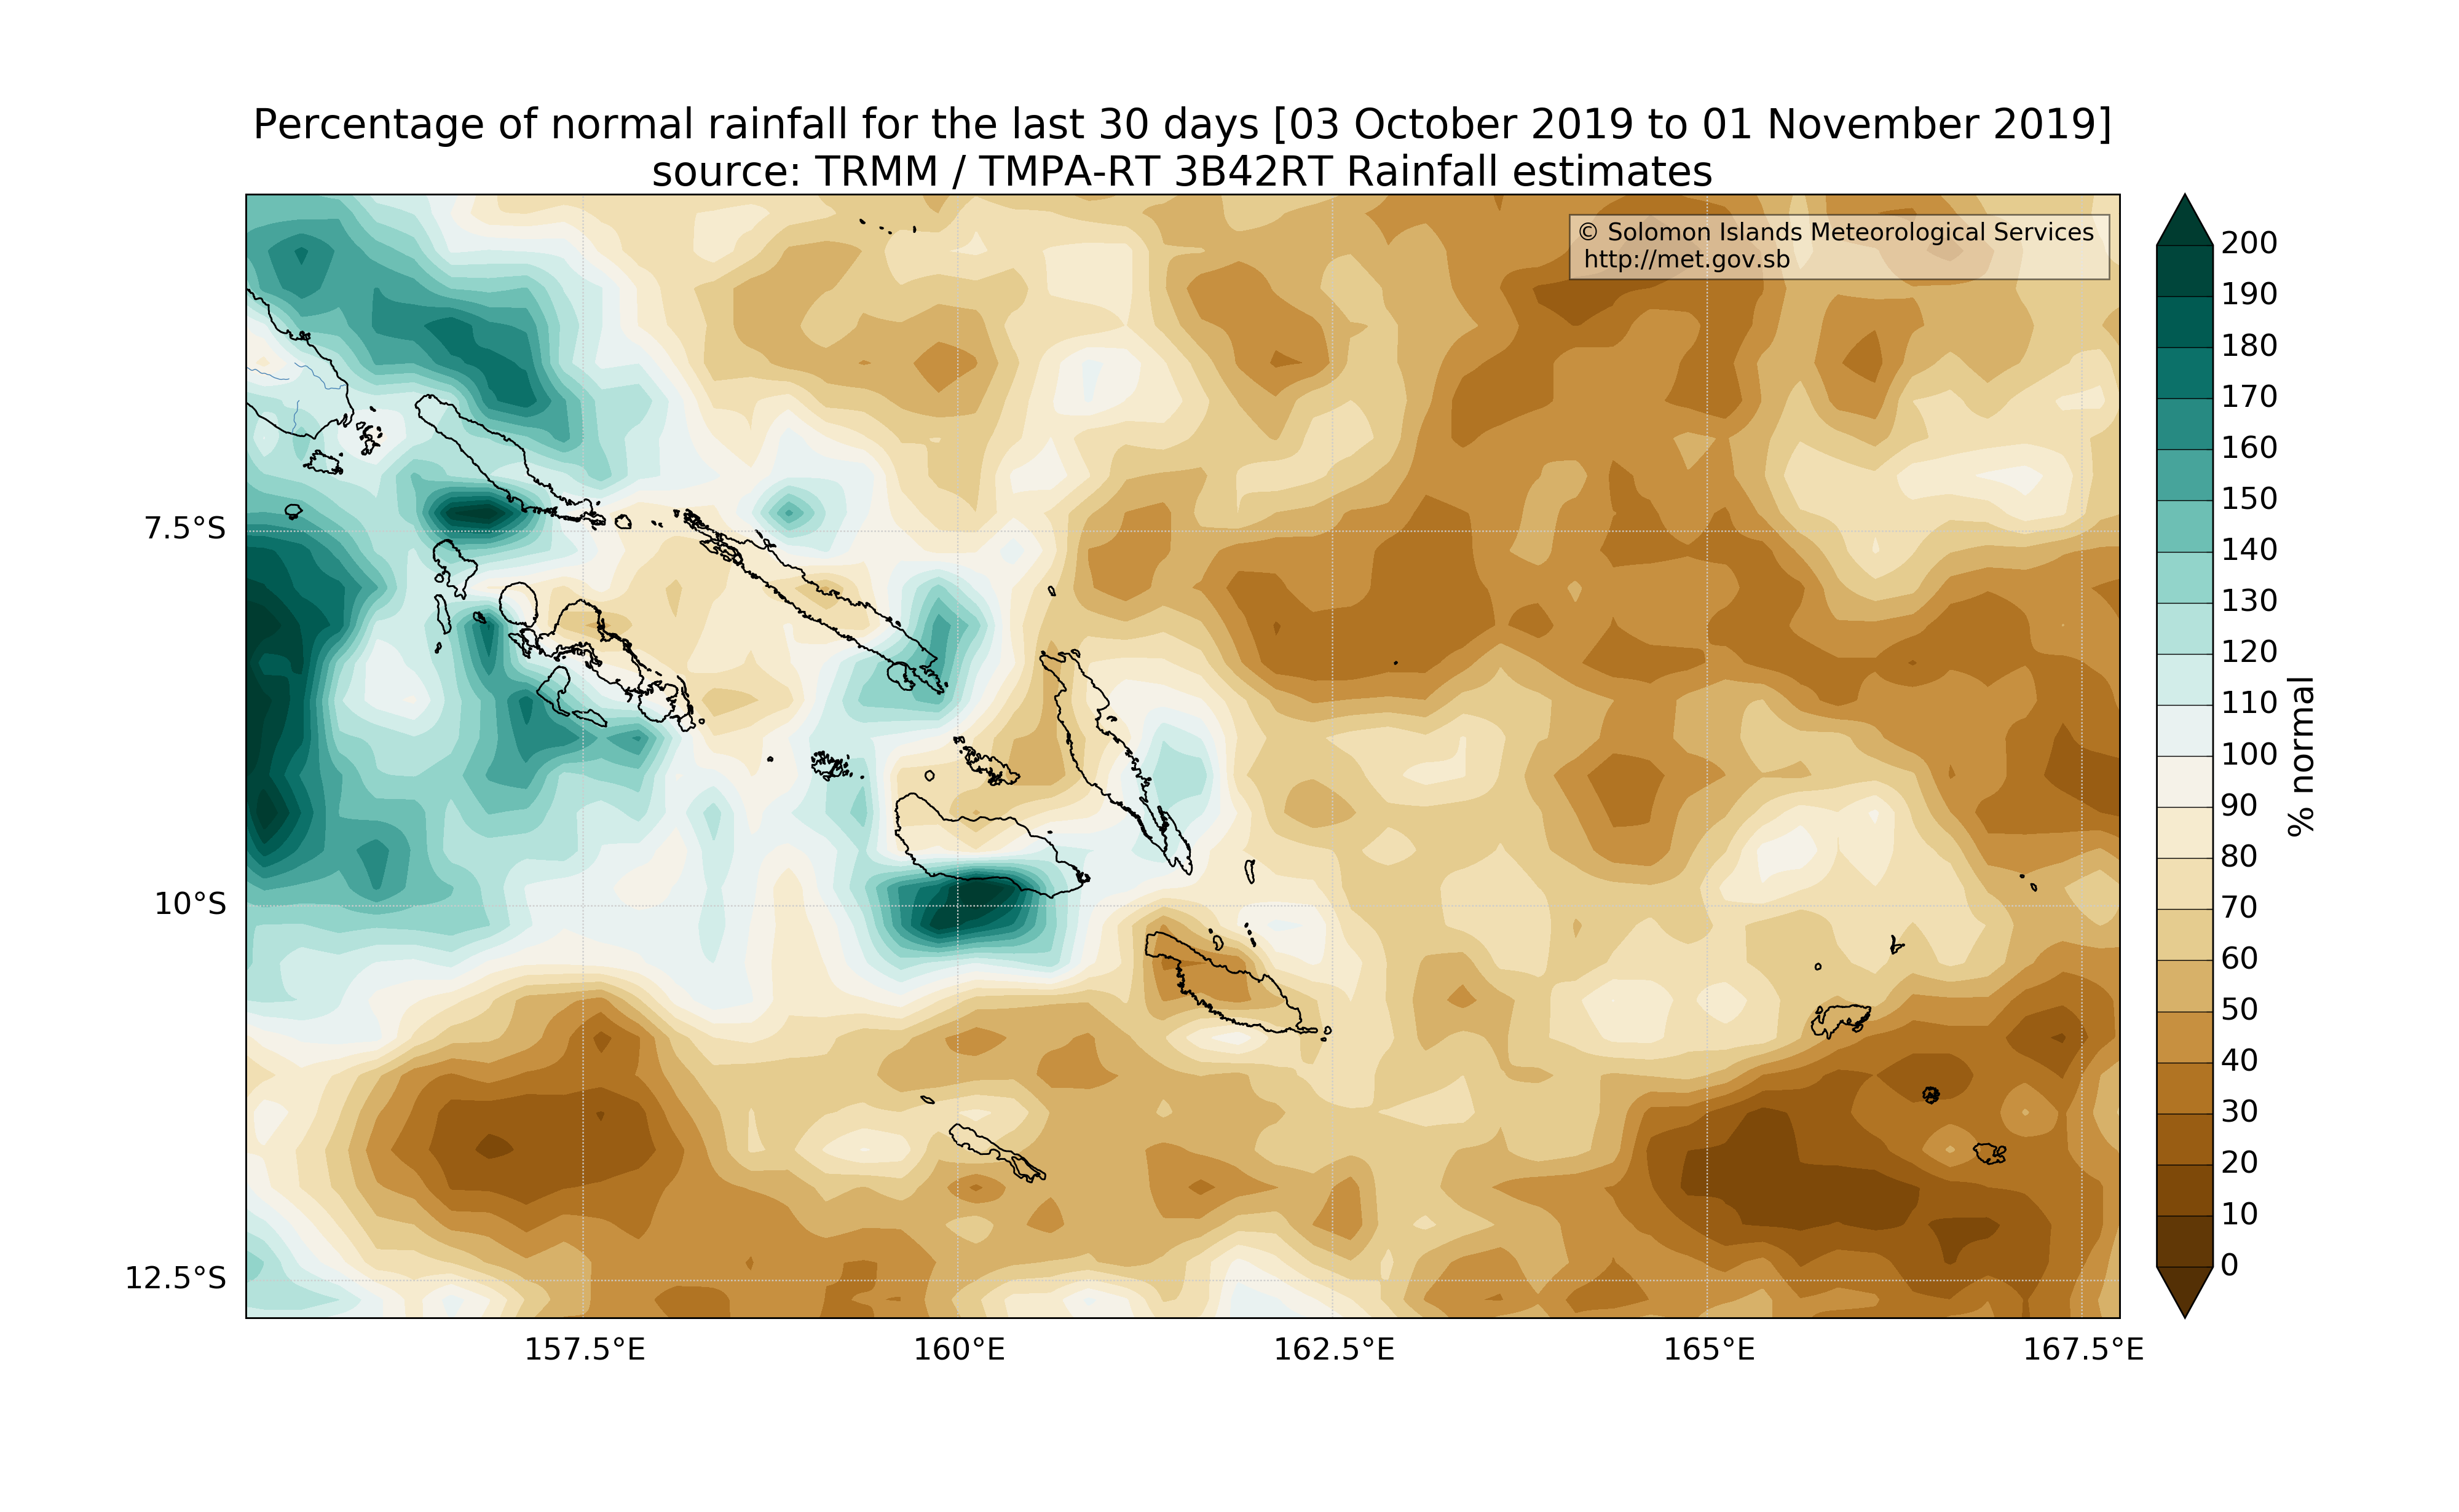 Percentage of normal rainfall for the last 30 days [03 October 2019 to 01 November 2019]
source: TRMM / TMPA-RT 3B42RT Rainfall estimates
© Solomon Islands Meteorological Services
http://met.gov.sb
7.5°S
10°S
12.5°S
157.5°E
160°E
162.5°E
165°E
167.5°E
200
190
180
170
160
150
140
130
120
110
100
90
80
70
60
50
40
30
20
10
0
% normal